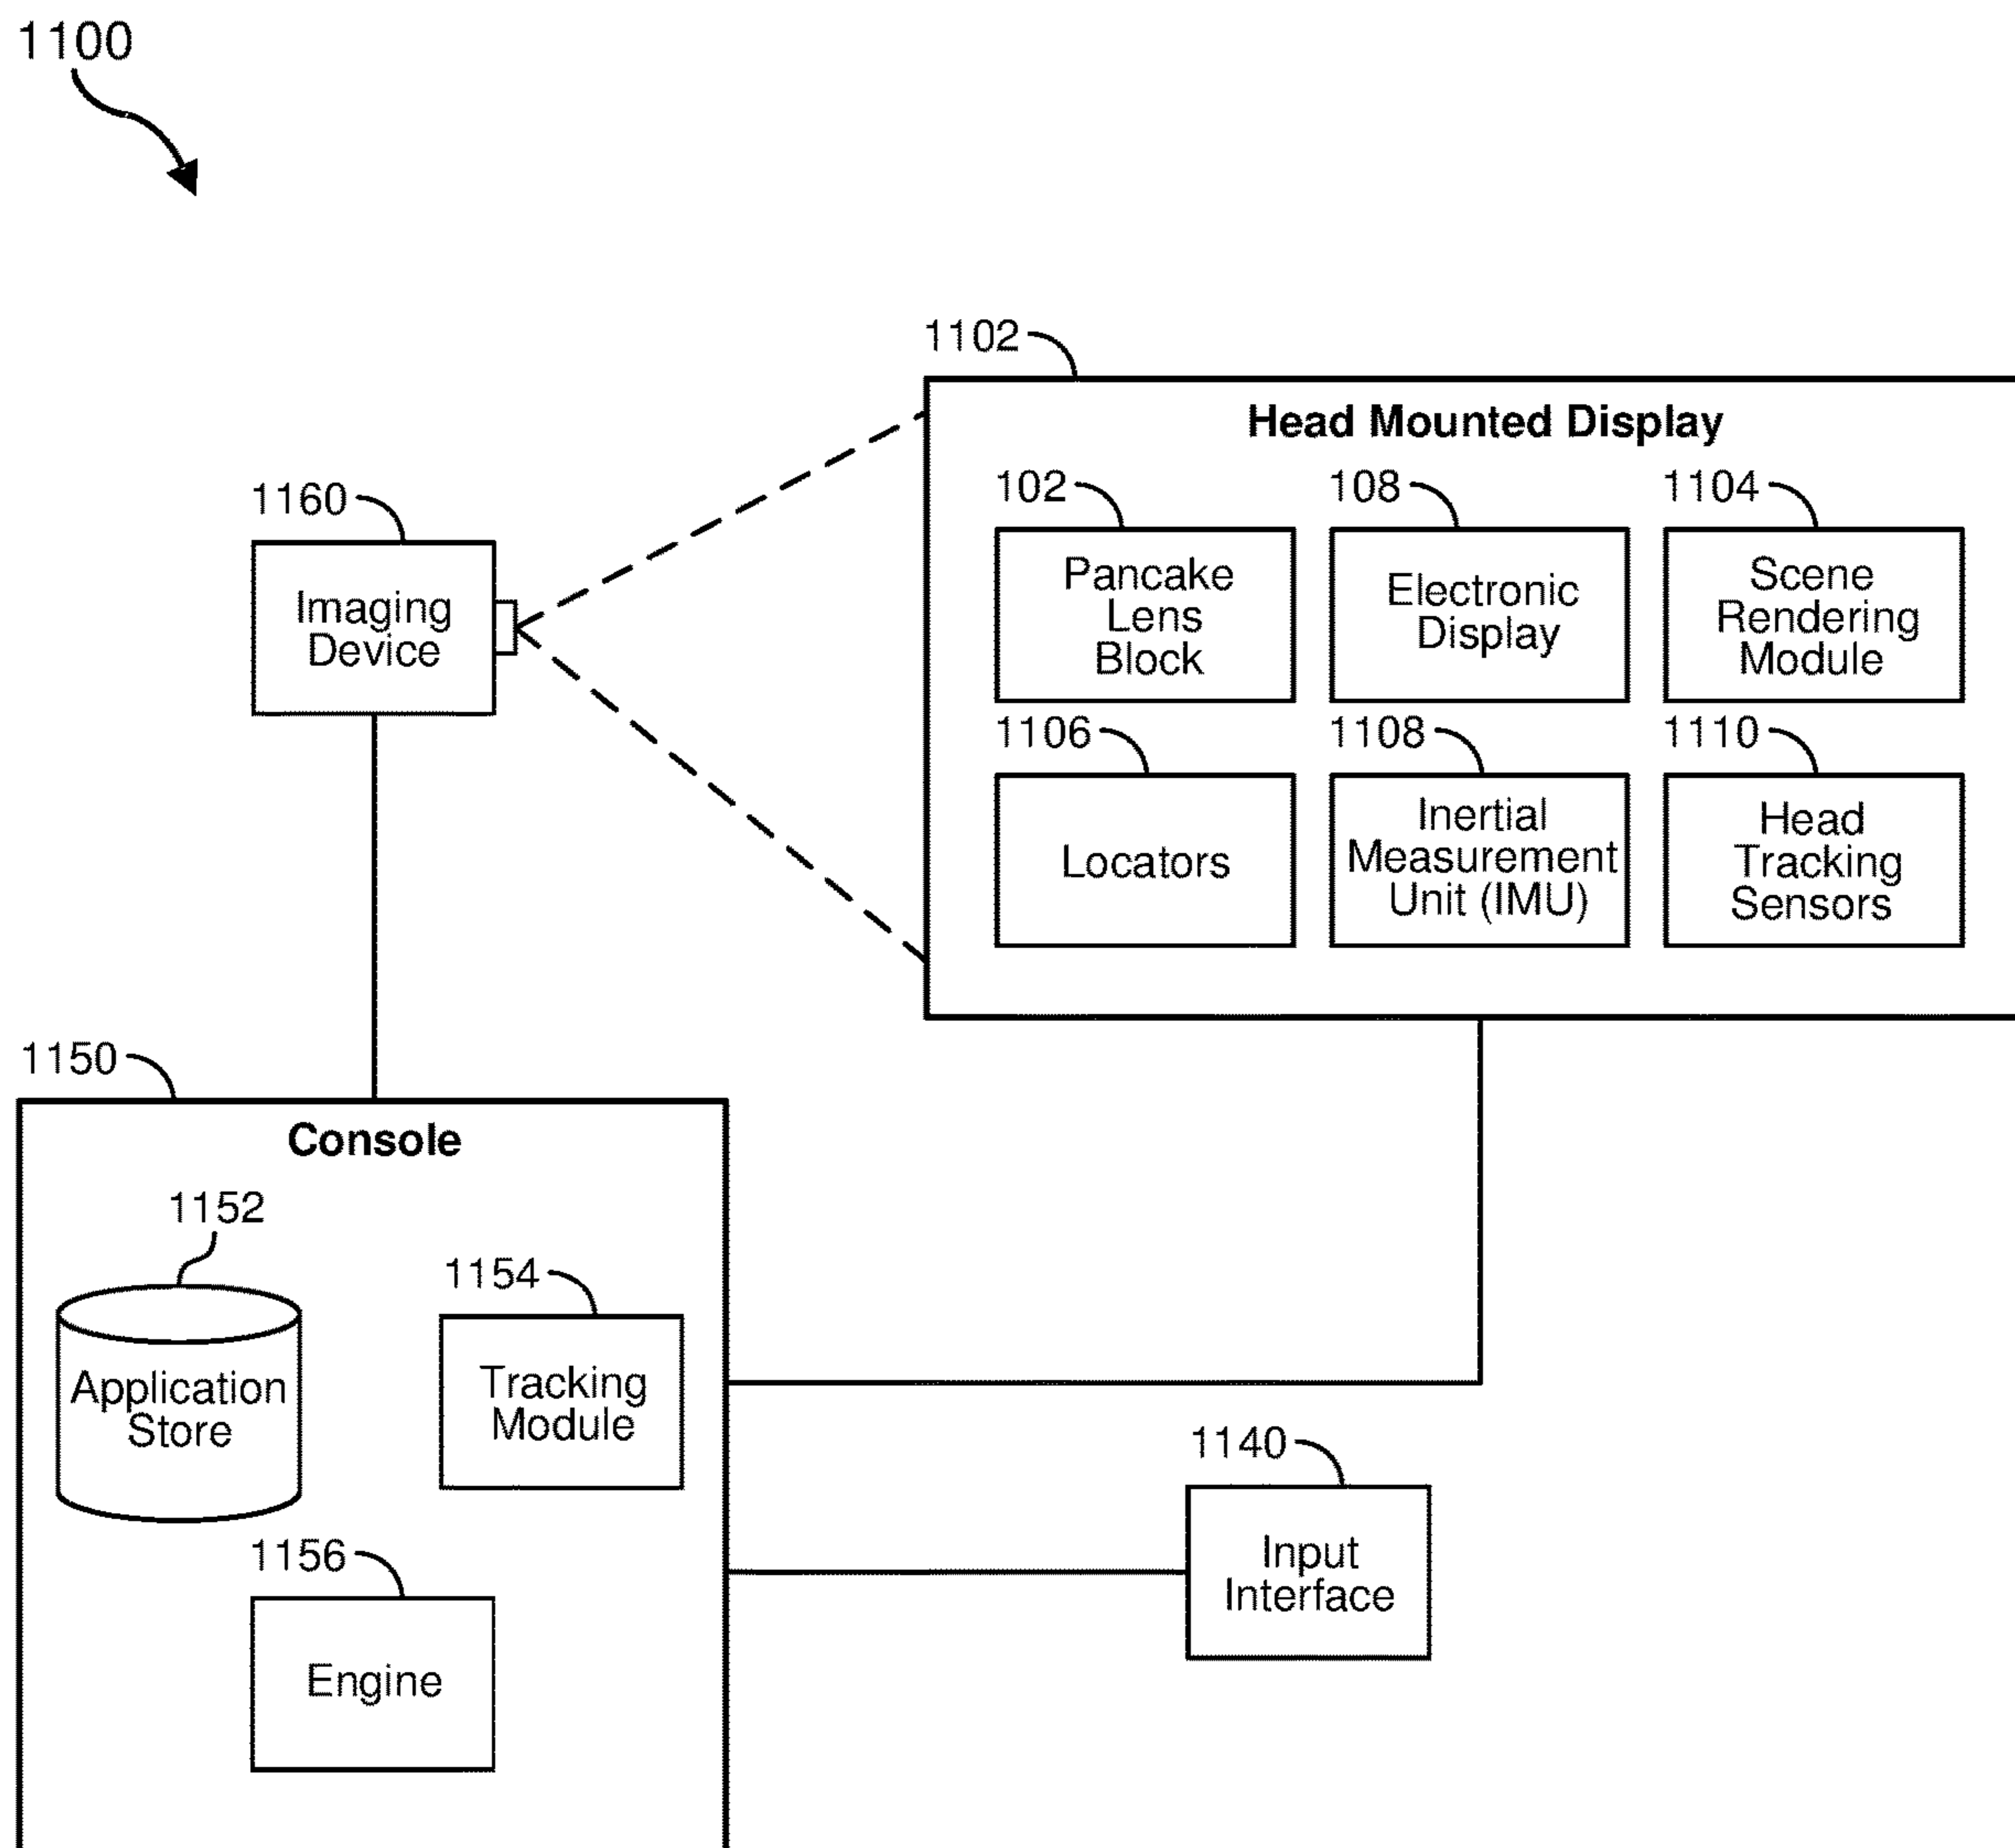 1100
1102
Head Mounted Display
102
108
1104
Pancake
Lens
Block
Electronic
Display
Scene
Rendering
Module
1106
1108
1110
Locators
Inertial
Measurement
Unit (IMU)
Head
Tracking
Sensors
1160
Imaging
Device
1150
Console
1152
Application
Store
1154
Tracking
Module
1156
Engine
1140
Input
Interface